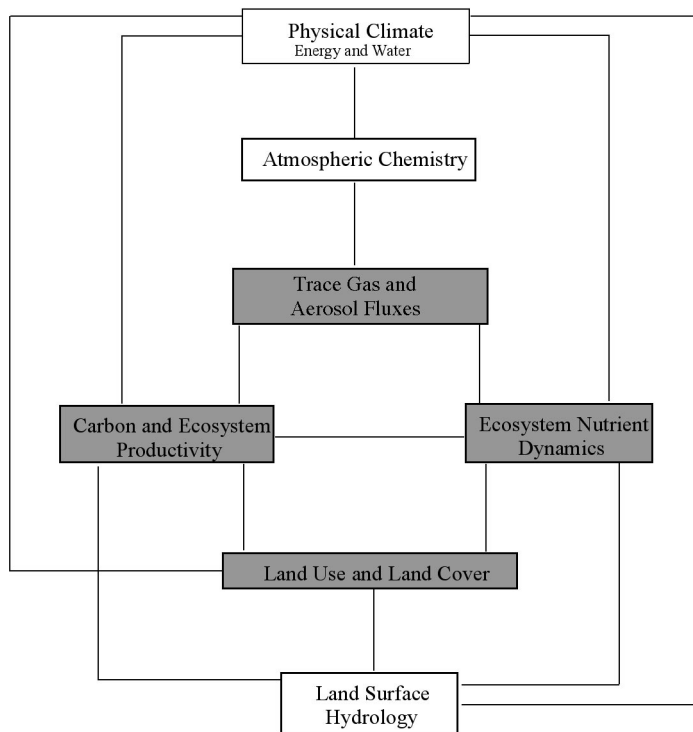 Physical Climate
Energy and Water
Atmospheric Chemistry
Trace Gas and
Aerosol Fluxes
Carbon and Ecosystem
Productivity
Ecosystem Nutrient
Dynamics
Land Use and Land Cover
Land Surface
Hydrology